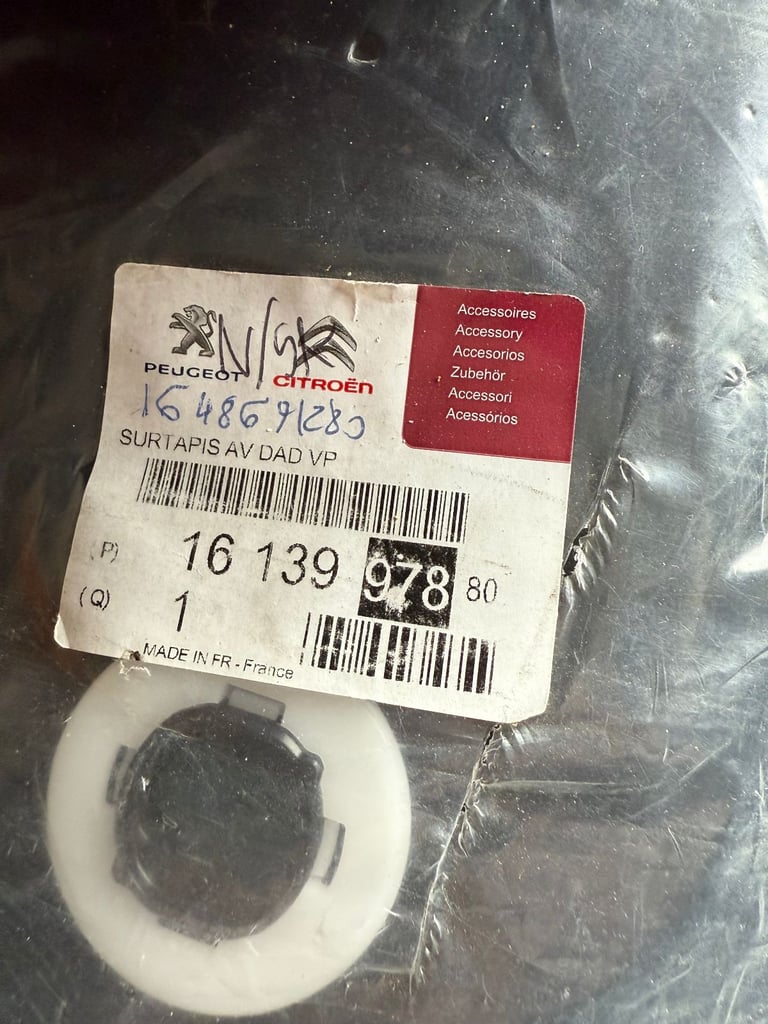 PEUGEOT
CITROËN
Accessoires
Accessory
Accesorios
Zubehör
Accessori
Acessórios
SURTAPIS AV DAD VP
(P) 16 139 978 80
(Q) 1
MADE IN FR - France